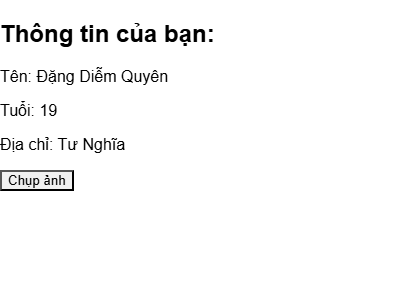 Thông tin của bạn:
Tên: Đặng Diễm Quyên
Tuổi: 19
Địa chỉ: Tư Nghĩa
Chụp ảnh